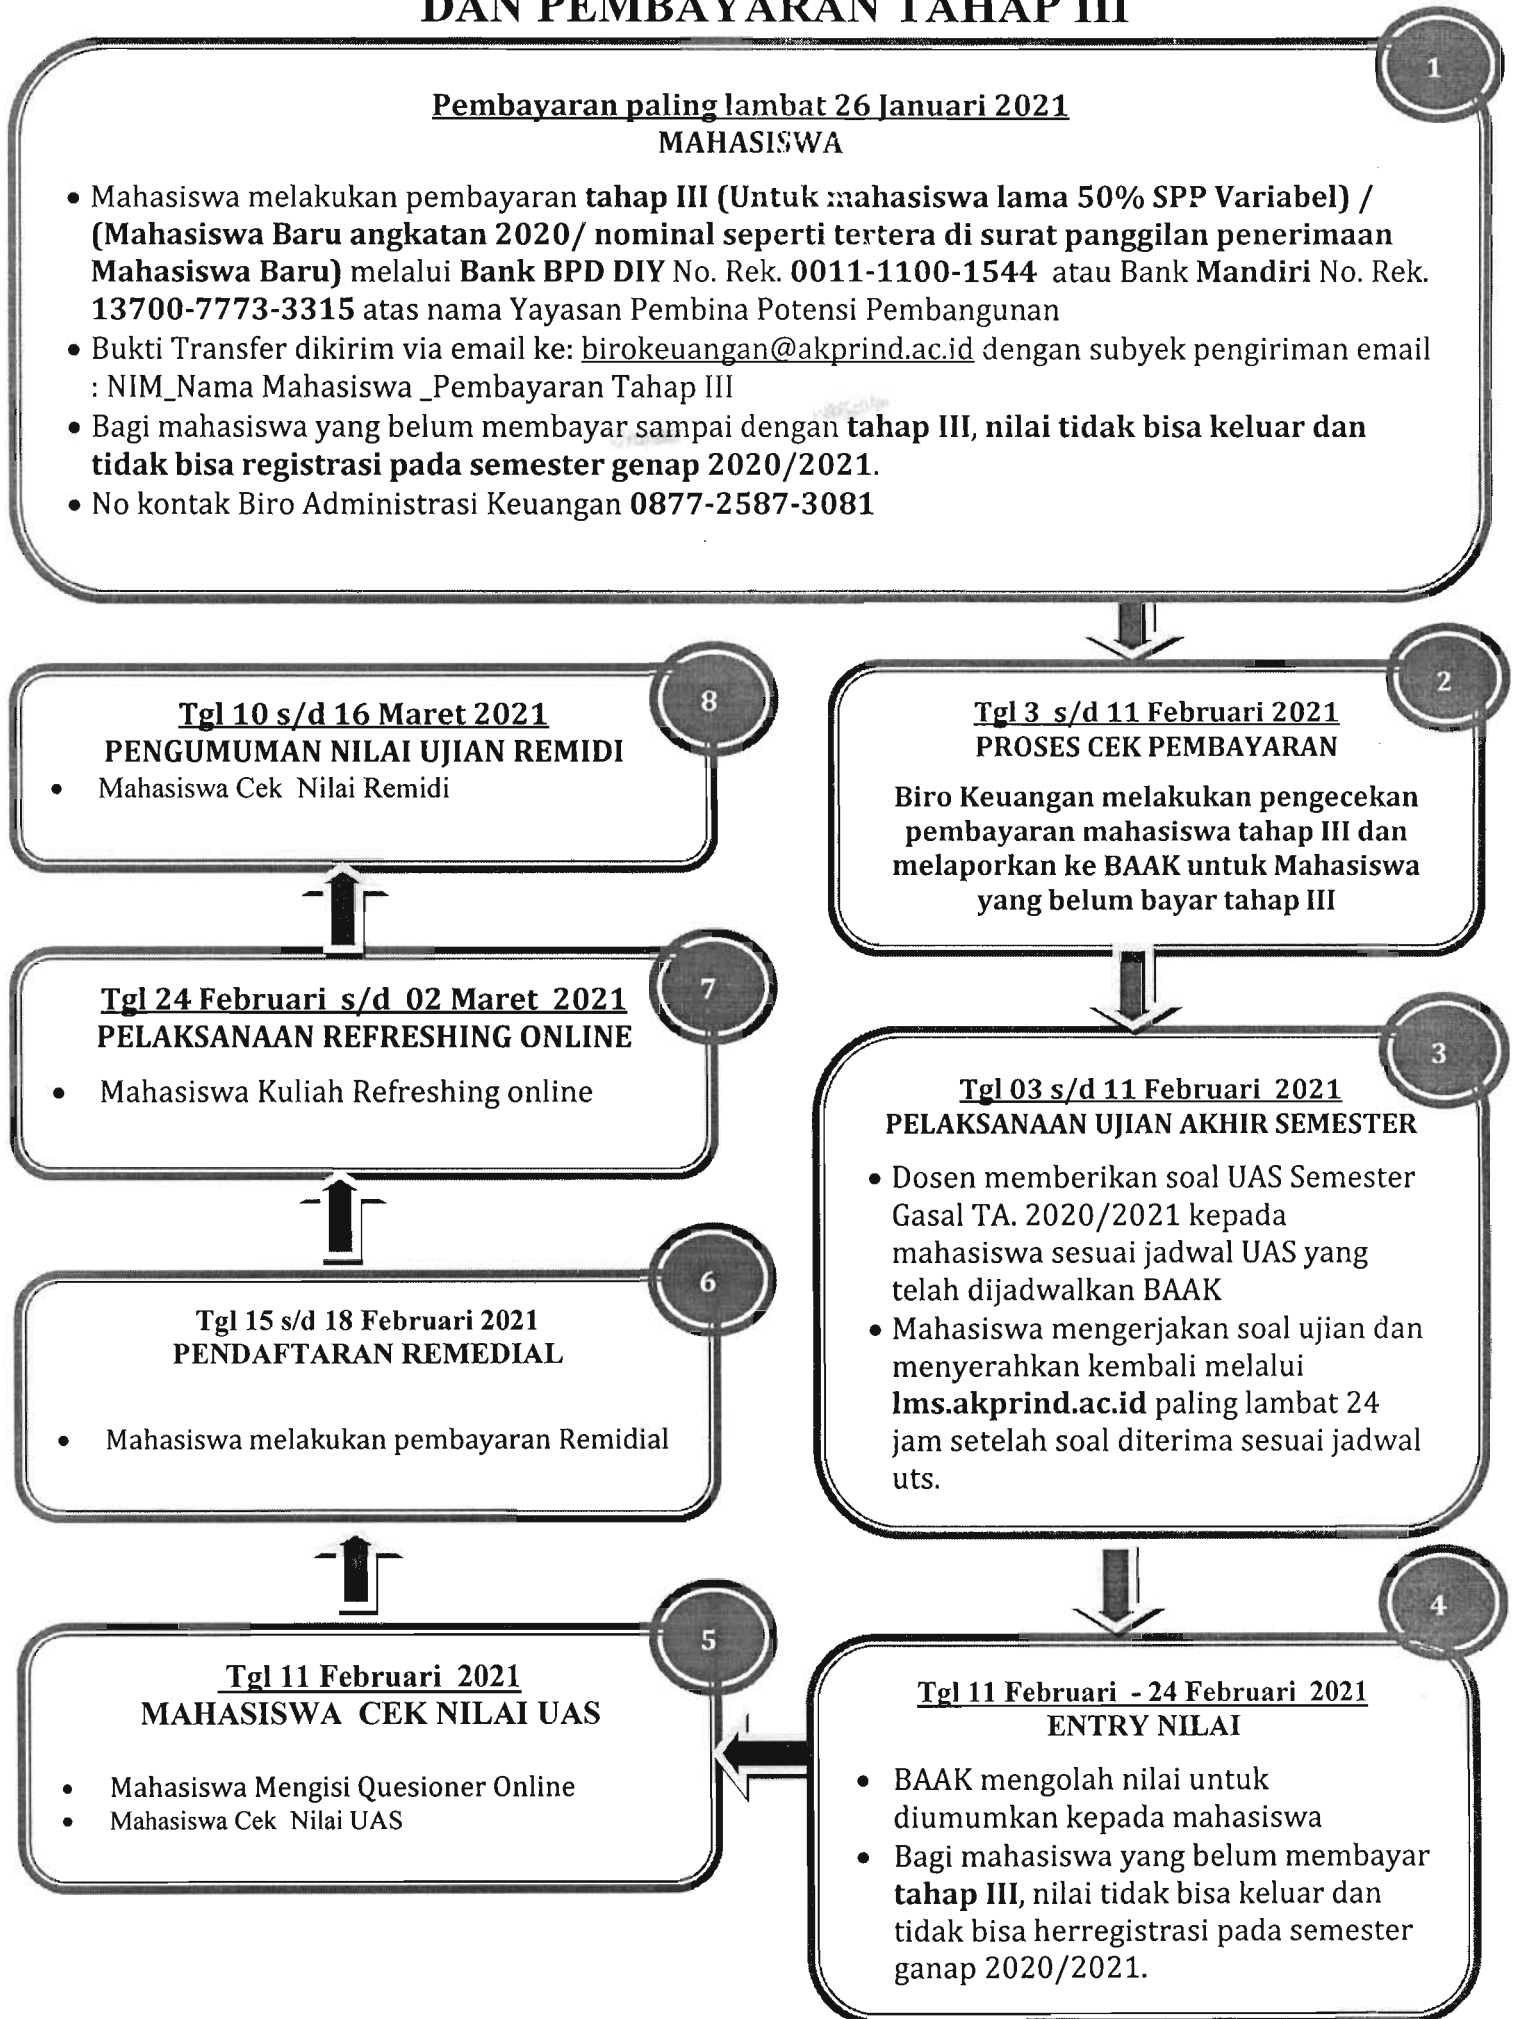 DAN PEMBAYARAN TAHAP III
1
Pembayaran paling lambat 26 Januari 2021
MAHASISWA
• Mahasiswa melakukan pembayaran tahap III (Untuk mahasiswa lama 50% SPP Variabel) /
(Mahasiswa Baru angkatan 2020/ nominal seperti tertera di surat panggilan penerimaan
Mahasiswa Baru) melalui Bank BPD DIY No. Rek. 0011-1100-1544 atau Bank Mandiri No. Rek.
13700-7773-3315 atas nama Yayasan Pembina Potensi Pembangunan
• Bukti Transfer dikirim via email ke: birokeuangan@akprind.ac.id dengan subyek pengiriman email
: NIM_Nama Mahasiswa _Pembayaran Tahap III
• Bagi mahasiswa yang belum membayar sampai dengan tahap III, nilai tidak bisa keluar dan
tidak bisa registrasi pada semester genap 2020/2021.
• No kontak Biro Administrasi Keuangan 0877-2587-3081
2
Tgl 3 s/d 11 Februari 2021
PROSES CEK PEMBAYARAN
Biro Keuangan melakukan pengecekan
pembayaran mahasiswa tahap III dan
melaporkan ke BAAK untuk Mahasiswa
yang belum bayar tahap III
3
Tgl 03 s/d 11 Februari 2021
PELAKSANAAN UJIAN AKHIR SEMESTER
• Dosen memberikan soal UAS Semester
Gasal TA. 2020/2021 kepada
mahasiswa sesuai jadwal UAS yang
telah dijadwalkan BAAK
• Mahasiswa mengerjakan soal ujian dan
menyerahkan kembali melalui
lms.akprind.ac.id paling lambat 24
jam setelah soal diterima sesuai jadwal
uts.
4
Tgl 11 Februari - 24 Februari 2021
ENTRY NILAI
• BAAK mengolah nilai untuk
diumumkan kepada mahasiswa
• Bagi mahasiswa yang belum membayar
tahap III, nilai tidak bisa keluar dan
tidak bisa herregistrasi pada semester
ganap 2020/2021.
5
Tgl 11 Februari 2021
MAHASISWA CEK NILAI UAS
• Mahasiswa Mengisi Quesioner Online
• Mahasiswa Cek Nilai UAS
6
Tgl 15 s/d 18 Februari 2021
PENDAFTARAN REMEDIAL
• Mahasiswa melakukan pembayaran Remidial
7
Tgl 24 Februari s/d 02 Maret 2021
PELAKSANAAN REFRESHING ONLINE
• Mahasiswa Kuliah Refreshing online
8
Tgl 10 s/d 16 Maret 2021
PENGUMUMAN NILAI UJIAN REMIDI
• Mahasiswa Cek Nilai Remidi